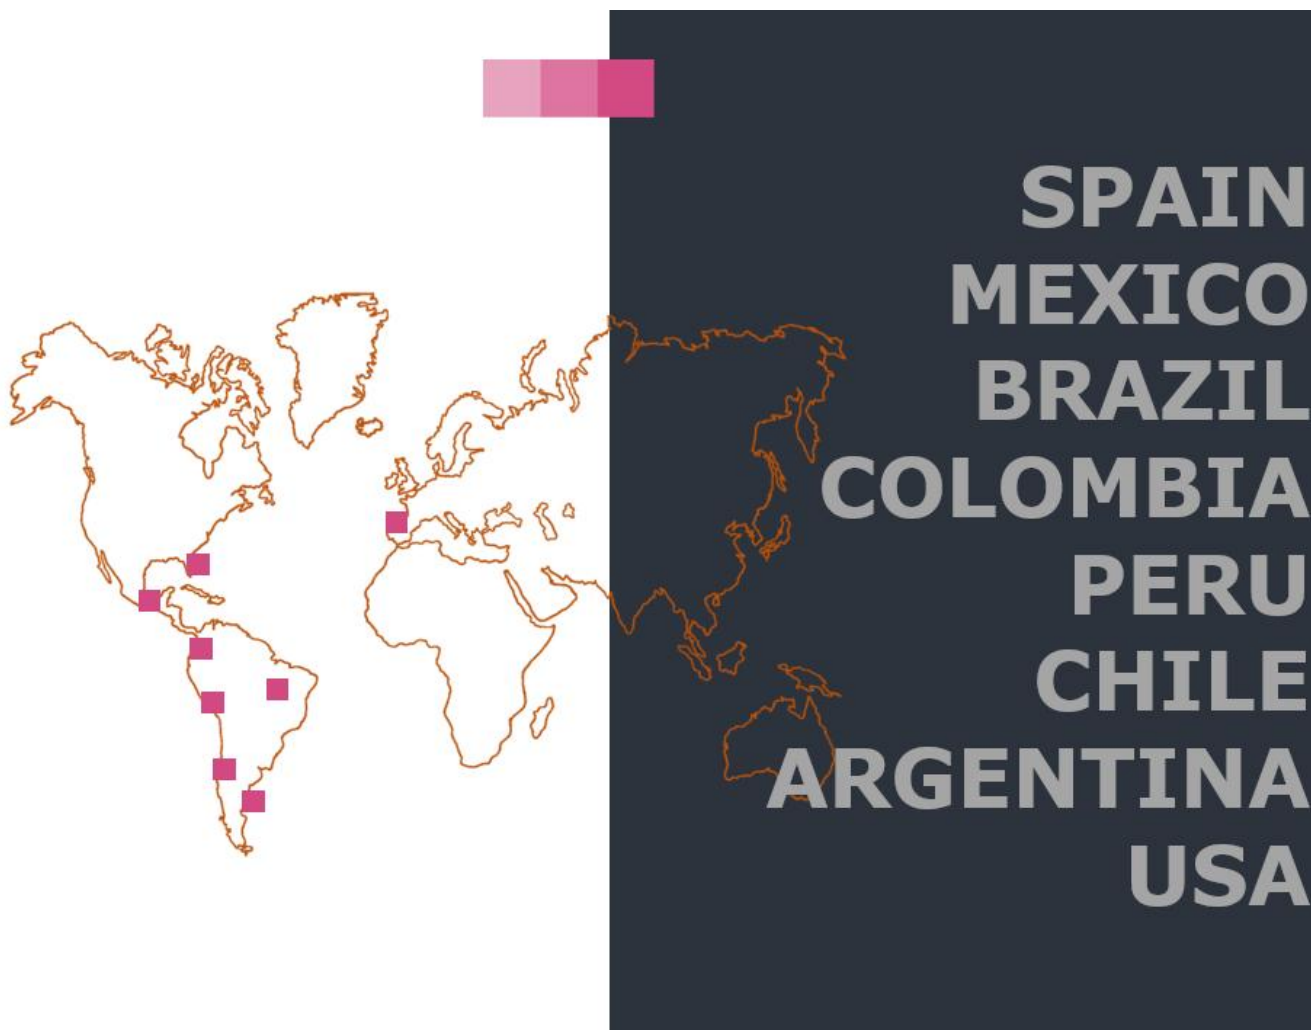 SPAIN
MEXICO
BRAZIL
COLOMBIA
PERU
CHILE
ARGENTINA
USA